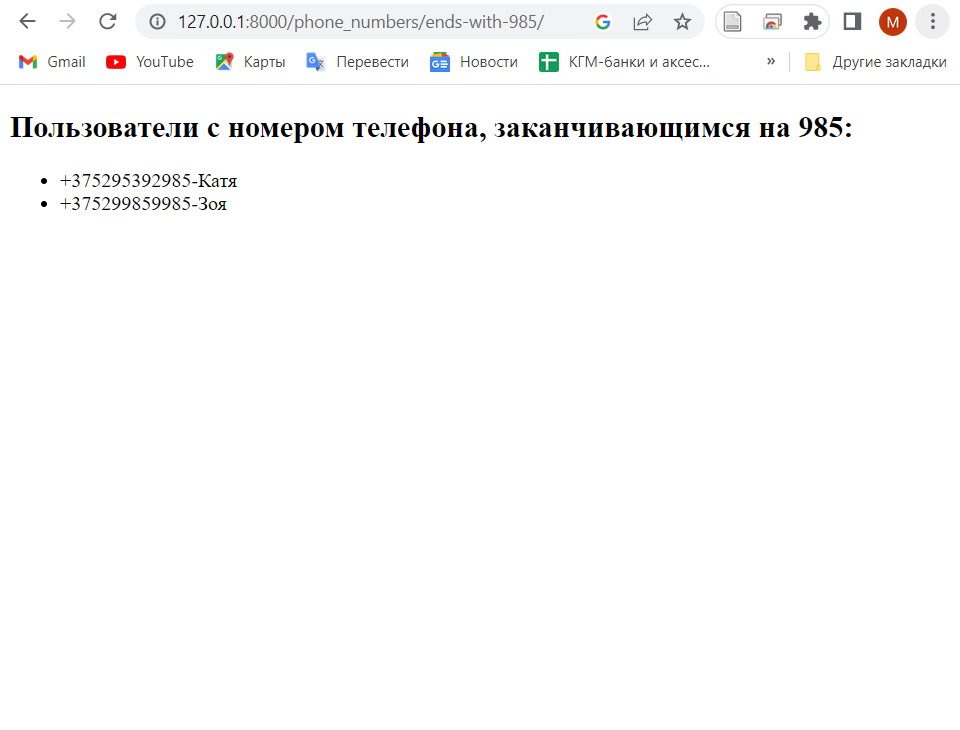 127.0.0.1:8000/phone_numbers/ends-with-985/
M
Gmail YouTube Карты Перевести Новости КГМ-банки и аксес... » Другие закладки
Пользователи с номером телефона, заканчивающимся на 985:
+375295392985-Катя
+375299859985-Зоя